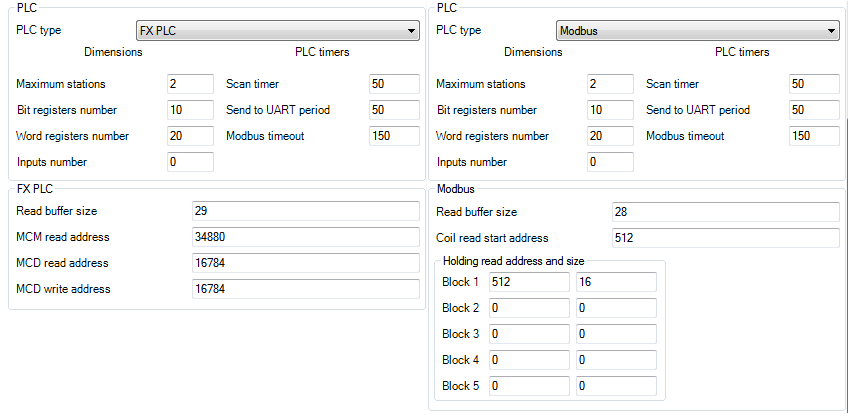 PLC
PLC type FX PLC
Dimensions PLC timers
Maximum stations 2 Scan timer 50
Bit registers number 10 Send to UART period 50
Word registers number 20 Modbus timeout 150
Inputs number 0
FX PLC
Read buffer size 29
MCM read address 34880
MCD read address 16784
MCD write address 16784
PLC
PLC type Modbus
Dimensions PLC timers
Maximum stations 2 Scan timer 50
Bit registers number 10 Send to UART period 50
Word registers number 20 Modbus timeout 150
Inputs number 0
Modbus
Read buffer size 28
Coil read start address 512
Holding read address and size
Block 1 512 16
Block 2 0 0
Block 3 0 0
Block 4 0 0
Block 5 0 0